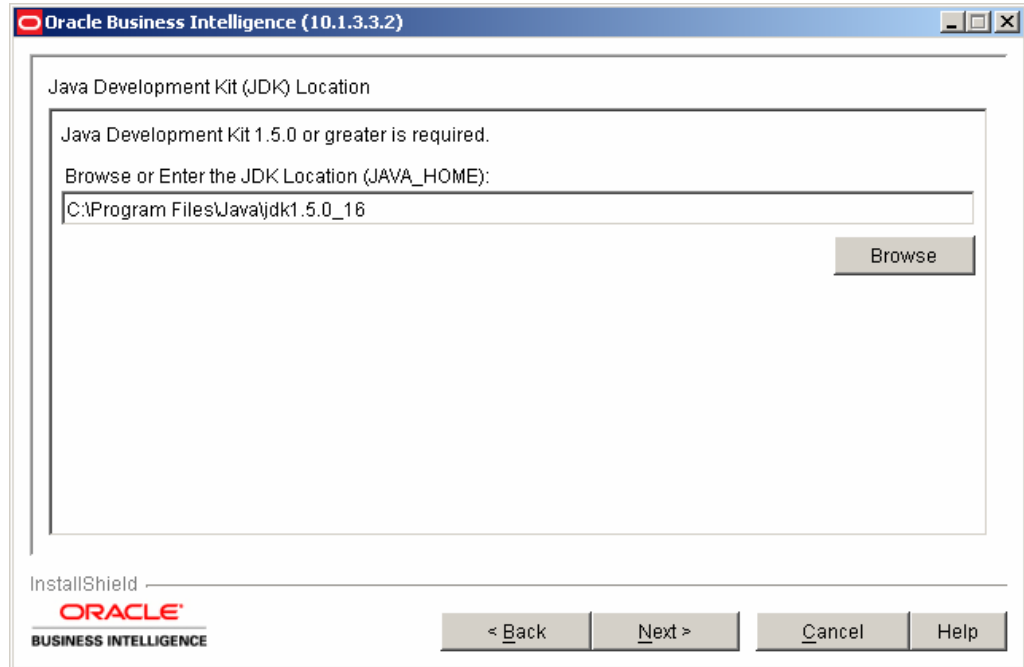 Oracle Business Intelligence (10.1.3.3.2)
Java Development Kit (JDK) Location
Java Development Kit 1.5.0 or greater is required.
Browse or Enter the JDK Location (JAVA_HOME):
C:\Program Files\Java\jdk1.5.0_16
Browse
InstallShield
ORACLE
BUSINESS INTELLIGENCE
< Back
Next >
Cancel
Help